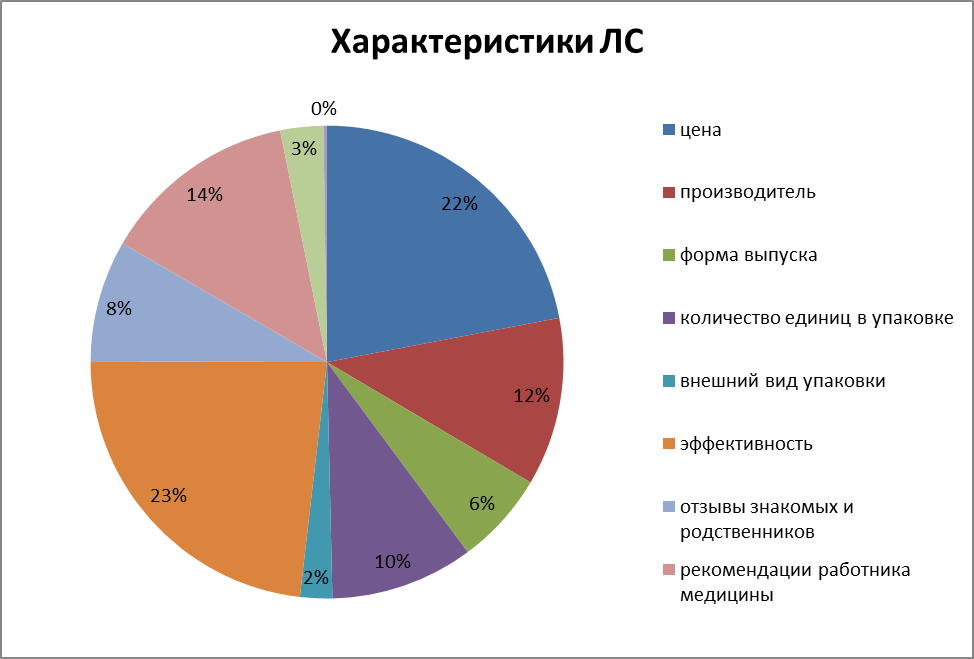 Характеристики ЛС
0%
3%
22%
14%
8%
12%
23%
6%
10%
2%
цена
производитель
форма выпуска
количество единиц в упаковке
внешний вид упаковки
эффективность
отзывы знакомых и
родственников
рекомендации работника
медицины